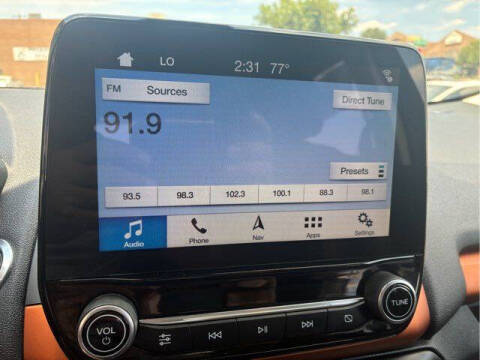 LO 2:31 77°
FM Sources
Direct Tune
91.9
Presets
93.5 98.3 102.3 100.1 88.3 98.1
Audio Phone Nav Apps Settings
VOL TUNE